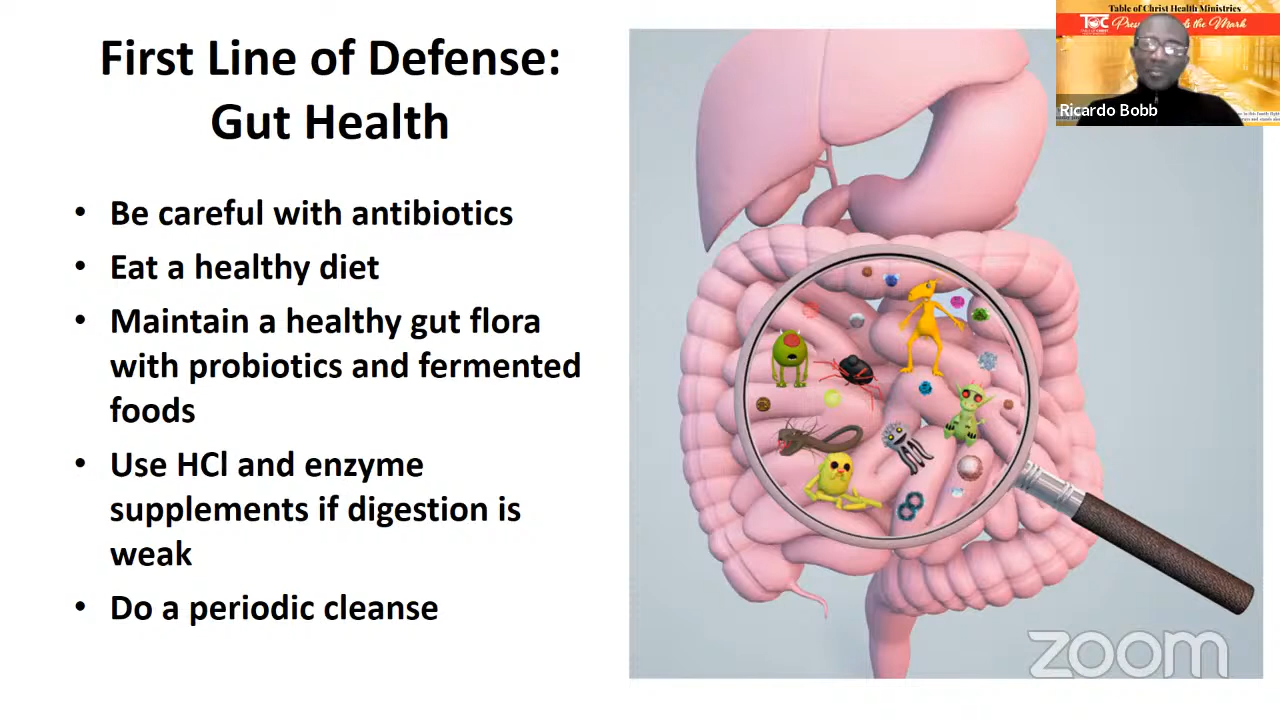 First Line of Defense:
Gut Health
• Be careful with antibiotics
• Eat a healthy diet
• Maintain a healthy gut flora
with probiotics and fermented
foods
• Use HCl and enzyme
supplements if digestion is
weak
• Do a periodic cleanse
Table of Christ Health Ministries
the Mark
Ricardo Bobb
zoom